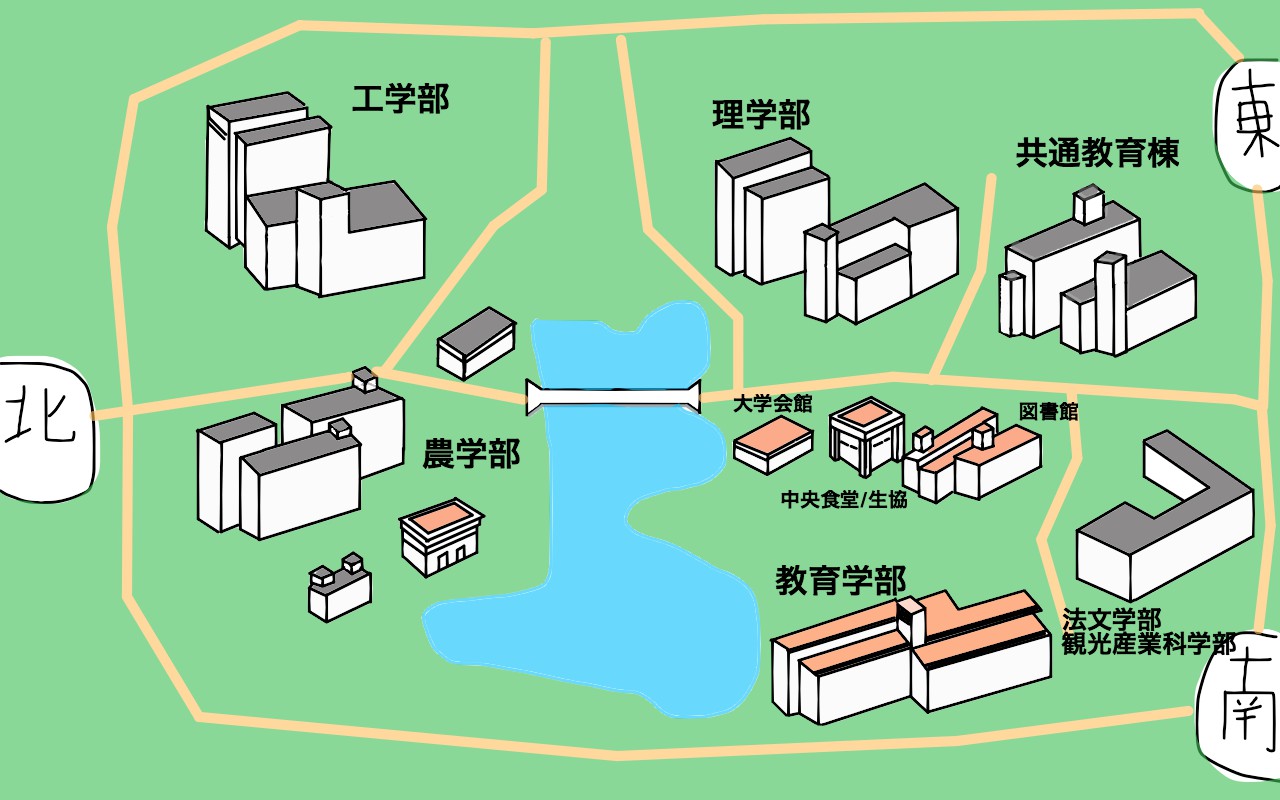 工学部
理学部
共通教育棟
東
北
農学部
大学会館
図書館
中央食堂/生協
教育学部
法文学部
観光産業科学部
南